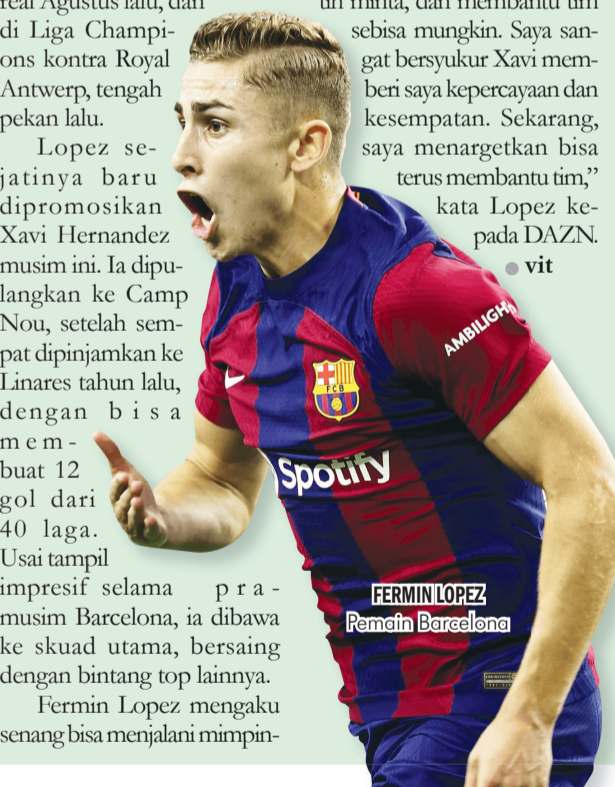 real Agustus lalu, dan
di Liga Champi-
ons kontra Royal
Antwerp, tengah
pekan lalu.
Lopez se-
jatinya baru
dipromosikan
Xavi Hernandez
musim ini. Ia dipu-
langkan ke Camp
Nou, setelah sem-
pat dipinjamkan ke
Linares tahun lalu,
dengan bisa
mem-
buat 12
gol dari
40 laga.
Usai tampil
impresif selama pra-
musim Barcelona, ia dibawa
ke skuad utama, bersaing
dengan bintang top lainnya.
Fermin Lopez mengaku
senang bisa menjalani mimpin-
minta, dan membantu tim
sebisa mungkin. Saya san-
gat bersyukur Xavi mem-
beri saya kepercayaan dan
kesempatan. Sekarang,
saya menargetkan bisa
terus membantu tim,”
kata Lopez ke-
pada DAZN.
● vit
AMBILIGHT
FCB
Spotify
FERMIN LOPEZ
Pemain Barcelona